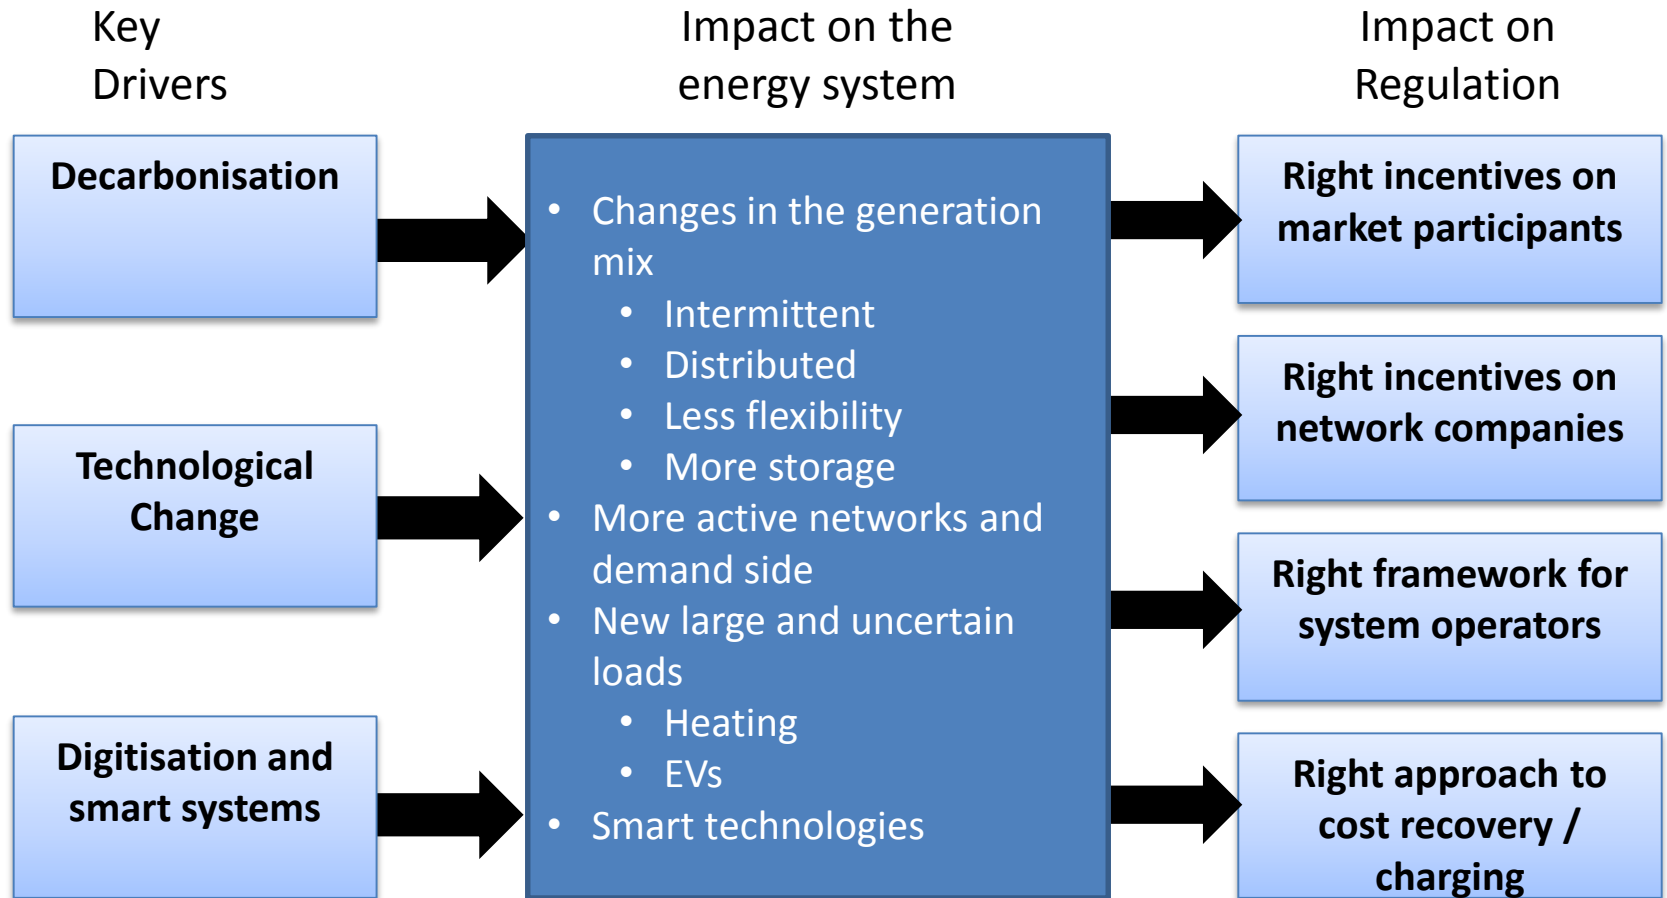 Key
Drivers
Impact on the
energy system
Impact on
Regulation
Decarbonisation
Technological
Change
Digitisation and
smart systems
• Changes in the generation
mix
• Intermittent
• Distributed
• Less flexibility
• More storage
• More active networks and
demand side
• New large and uncertain
loads
• Heating
• EVs
• Smart technologies
Right incentives on
market participants
Right incentives on
network companies
Right framework for
system operators
Right approach to
cost recovery /
charging